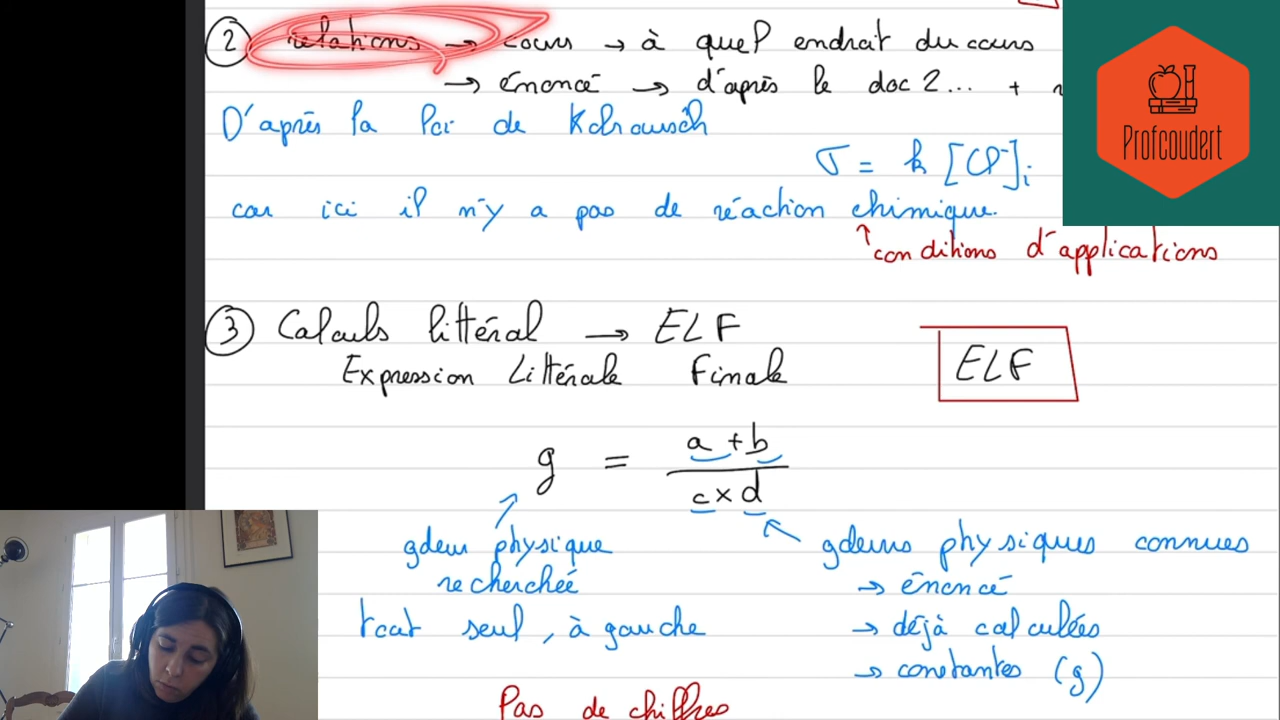 ② relations → cours → à quel endroit du cours
→ énoncé → d'après le doc 2... +
D'après la loi de Kolrausch
σ = k [Cl⁻]i
car ici il n'y a pas de réaction chimique.
conditions d'applications
③ Calculs littéral → ELF
Expression Littérale Finale
ELF
g = (a + b) / (c × d)
gdeur physique
recherchée
tout seul, à gauche
gdeurs physiques connues
→ énoncé
→ déjà calculées
→ constantes (g)
Pas de chiffres
Profcoudert